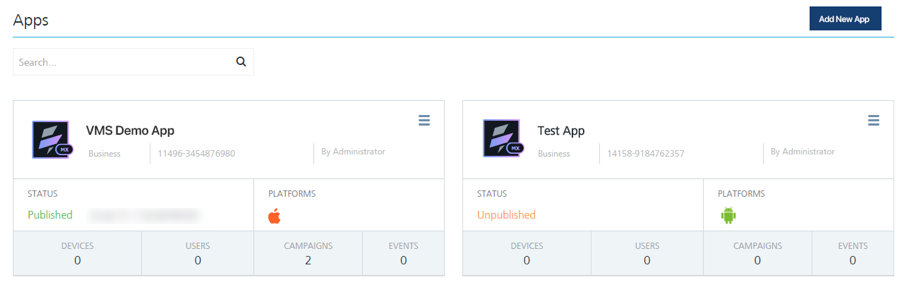 Apps
Add New App
Search...
VMS Demo App
Business 11496-3454876980 By Administrator
MX
STATUS PLATFORMS
Published
DEVICES USERS CAMPAIGNS EVENTS
0 0 2 0
Test App
Business 14158-9184762357 By Administrator
MX
STATUS PLATFORMS
Unpublished
DEVICES USERS CAMPAIGNS EVENTS
0 0 0 0